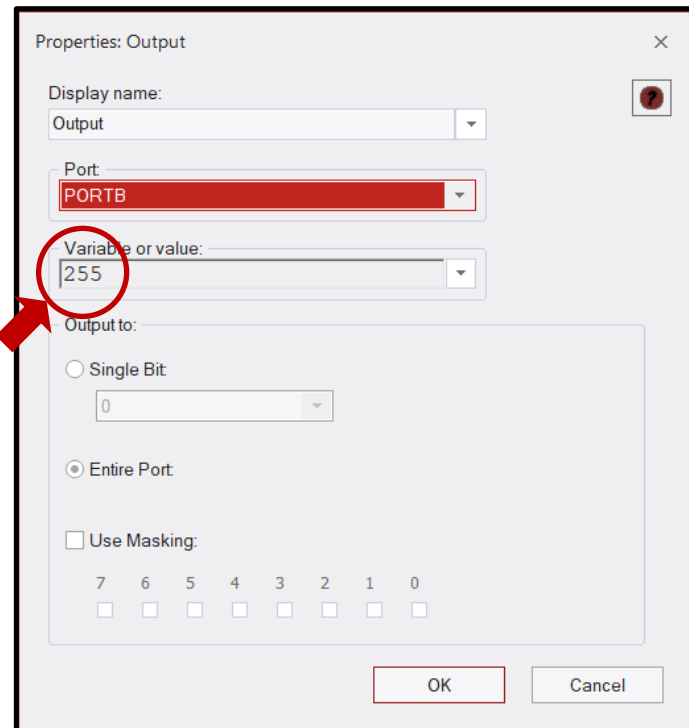 Properties: Output
Display name:
?
Output
Port:
PORTB
Variable or value:
255
Output to:
Single Bit:
0
Entire Port:
Use Masking:
7 6 5 4 3 2 1 0
OK Cancel